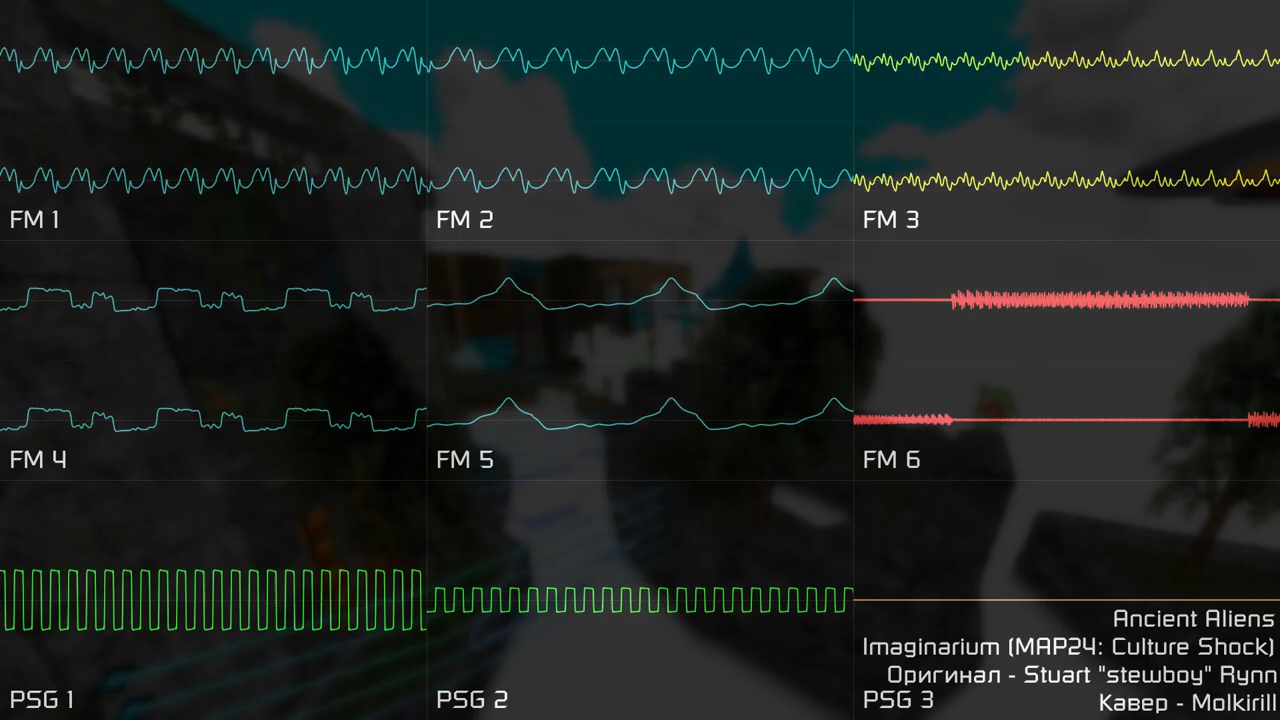 FM 1
FM 2
FM 3
FM 4
FM 5
FM 6
PSG 1
PSG 2
PSG 3
Ancient Aliens
Imaginarium (MAP24: Culture Shock)
Оригинал - Stuart "stewboy" Rynn
Кавер - Molkirill